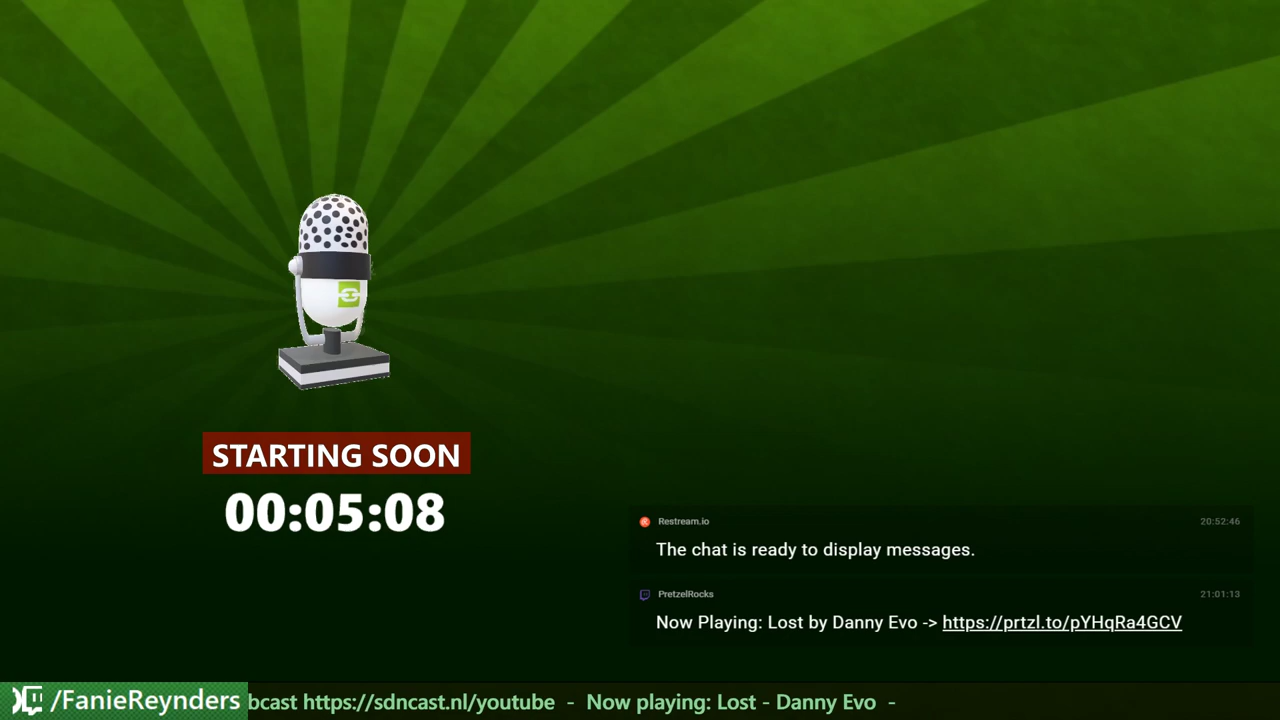 STARTING SOON
00:05:08
Restream.io 20:52:46
The chat is ready to display messages.
PretzelRocks 21:01:13
Now Playing: Lost by Danny Evo -> https://prtzl.to/pYHqRa4GCV
/FanieReynders bcast https://sdncast.nl/youtube - Now playing: Lost - Danny Evo -